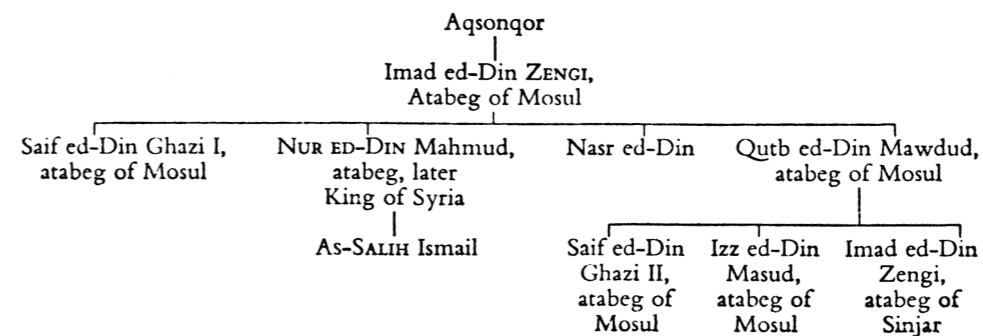 Aqsonqor
Imad ed-Din ZENGI,
Atabeg of Mosul
Saif ed-Din Ghazi I,
atabeg of Mosul
NUR ED-DIN Mahmud,
atabeg, later
King of Syria
Nasr ed-Din
Qutb ed-Din Mawdud,
atabeg of Mosul
As-SALIH Ismail
Saif ed-Din
Ghazi II,
atabeg of
Mosul
Izz ed-Din
Masud,
atabeg of
Mosul
Imad ed-Din
Zengi,
atabeg of
Sinjar